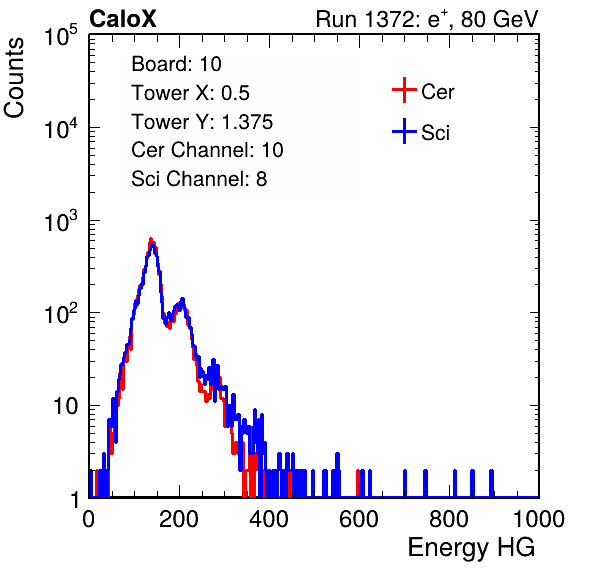 CaloX Run 1372: e⁺, 80 GeV
Counts
10⁵
10⁴
10³
10²
10
1
Board: 10
Tower X: 0.5
Tower Y: 1.375
Cer Channel: 10
Sci Channel: 8
Cer
Sci
0 200 400 600 800 1000
Energy HG